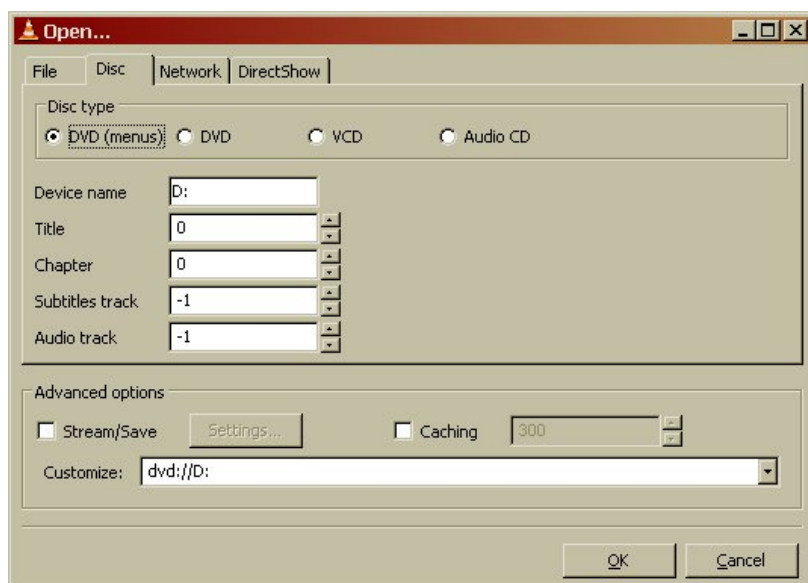 Open...
File Disc Network DirectShow
Disc type
DVD (menus) DVD VCD Audio CD
Device name D:
Title 0
Chapter 0
Subtitles track -1
Audio track -1
Advanced options
Stream/Save Settings... Caching 300
Customize: dvd://D:
OK Cancel